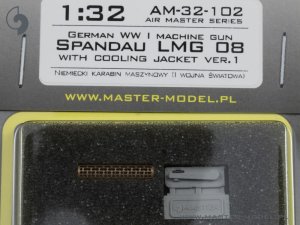 1:32
AM-32-102
AIR MASTER SERIES
GERMAN WW I MACHINE GUN
SPANDAU LMG 08
WITH COOLING JACKET VER.1
NIEMIECKI KARABIN MASZYNOWY (I WOJNA ŚWIATOWA)
WWW.MASTER-MODEL.PL